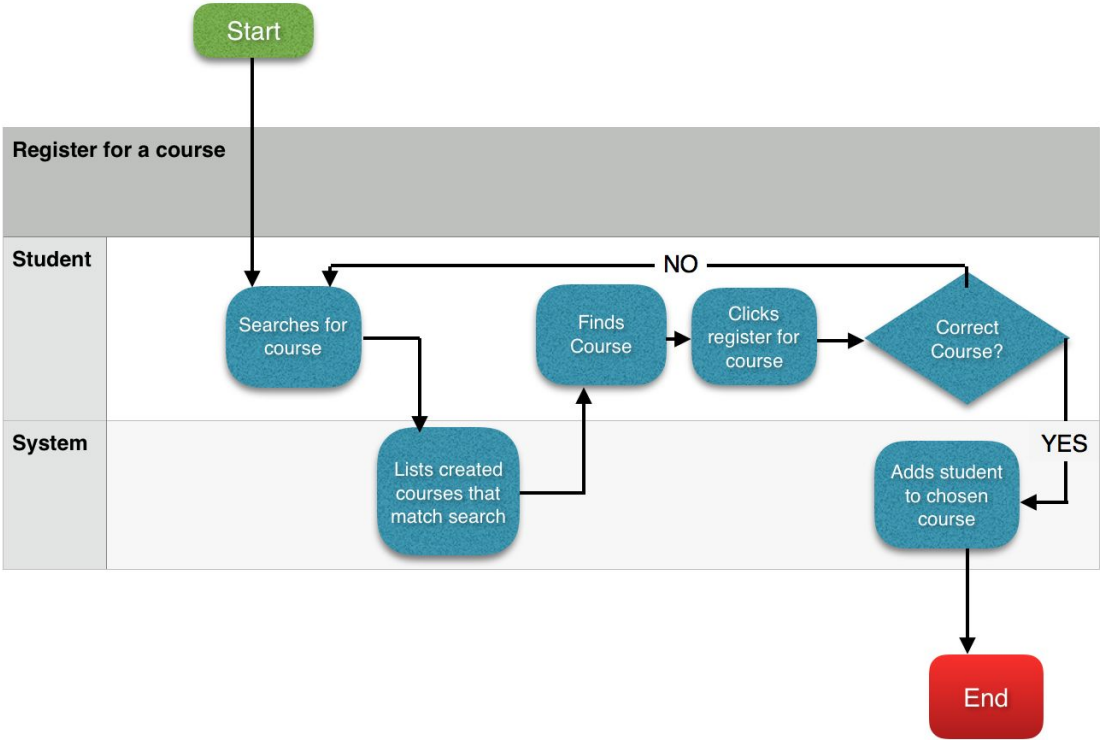 Start
Register for a course
Student
NO
Searches for
course
Finds
Course
Clicks
register for
course
Correct
Course?
System
YES
Lists created
courses that
match search
Adds student
to chosen
course
End